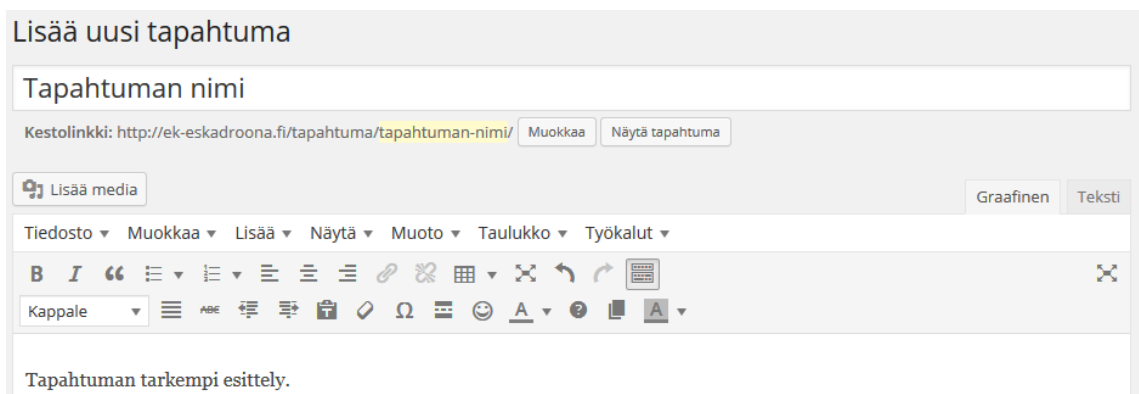 Lisää uusi tapahtuma
Tapahtuman nimi
Kestolinkki: http://ek-eskadroona.fi/tapahtuma/tapahtuman-nimi/ Muokkaa Näytä tapahtuma
Lisää media Graafinen Teksti
Tiedosto Muokkaa Lisää Näytä Muoto Taulukko Työkalut
B I
Kappale ABE Ω A A
Tapahtuman tarkempi esittely.